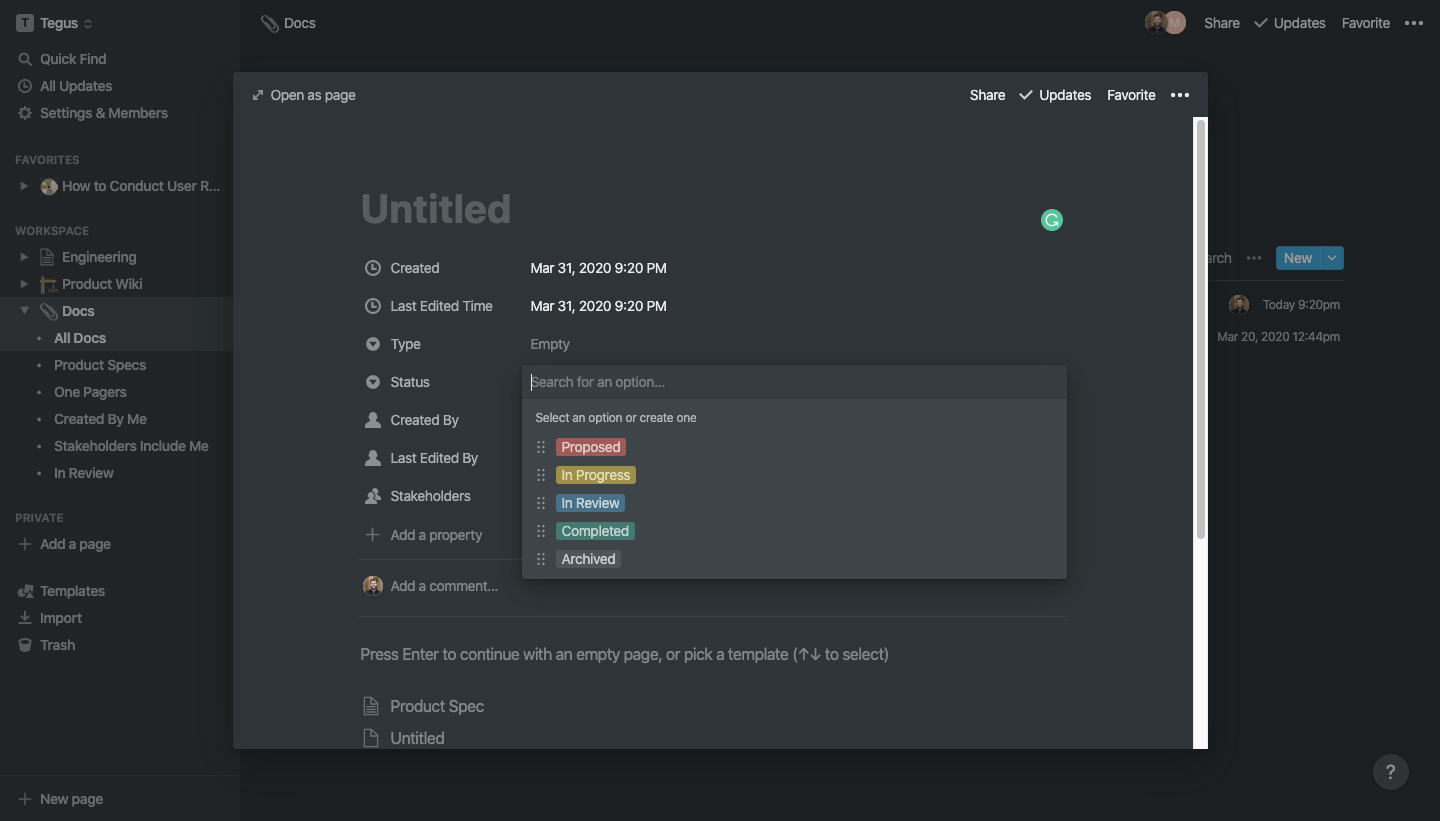 T Tegus
Quick Find
All Updates
Settings & Members
FAVORITES
How to Conduct User R...
WORKSPACE
Engineering
Product Wiki
Docs
All Docs
Product Specs
One Pagers
Created By Me
Stakeholders Include Me
In Review
PRIVATE
Add a page
Templates
Import
Trash
New page
Docs
M Share Updates Favorite
Open as page
Share Updates Favorite
Untitled
Created Mar 31, 2020 9:20 PM
Last Edited Time Mar 31, 2020 9:20 PM
Type Empty
Status Search for an option...
Select an option or create one
Proposed
In Progress
In Review
Completed
Archived
Created By
Last Edited By
Stakeholders
Add a property
Add a comment...
Press Enter to continue with an empty page, or pick a template (↑↓ to select)
Product Spec
Untitled
arch New
Today 9:20pm
Mar 20, 2020 12:44pm
?